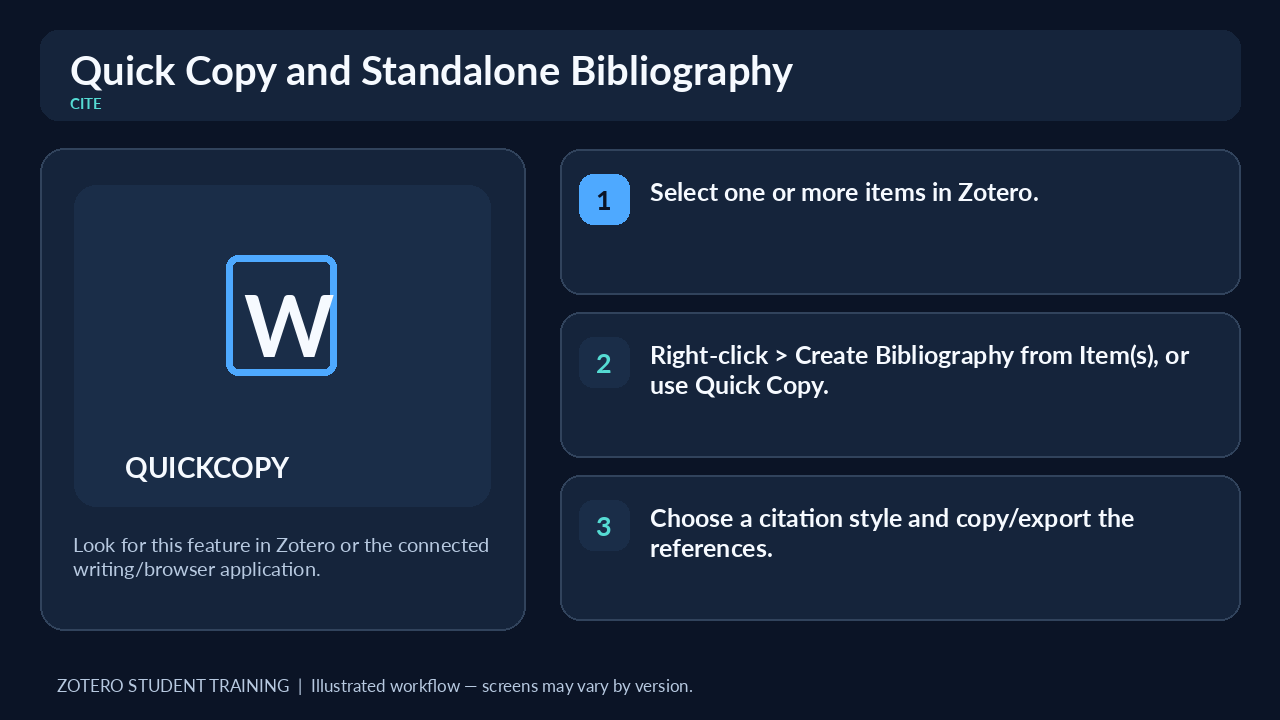 Quick Copy and Standalone Bibliography
CITE
W
QUICKCOPY
Look for this feature in Zotero or the connected
writing/browser application.
1
Select one or more items in Zotero.
2
Right-click > Create Bibliography from Item(s), or
use Quick Copy.
3
Choose a citation style and copy/export the
references.
ZOTERO STUDENT TRAINING | Illustrated workflow — screens may vary by version.